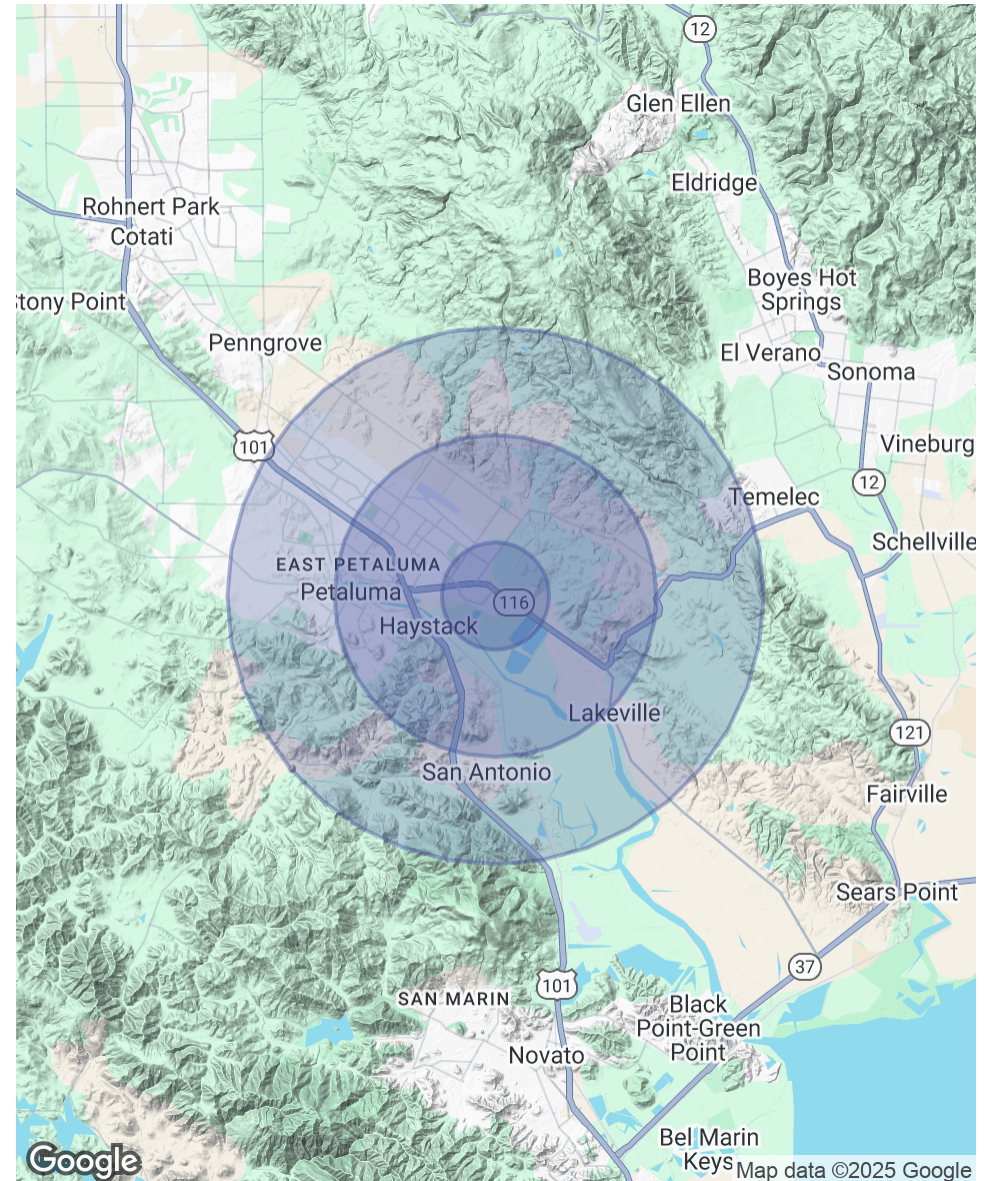 12
Glen Ellen
Eldridge
Rohnert Park
Cotati
Boyes Hot
Springs
Stony Point
Penngrove
El Verano
Sonoma
101
Vineburg
12
Temelec
Schellville
EAST PETALUMA
Petaluma
116
Haystack
Lakeville
121
San Antonio
Fairville
Sears Point
37
101
SAN MARIN
Black
Point-Green
Point
Novato
Bel Marin
Keys
Google
Map data ©2025 Google